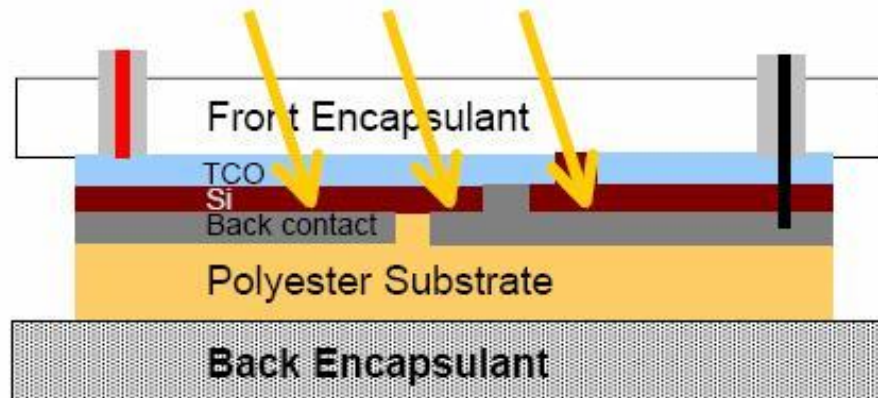 Front Encapsulant
TCO
Si
Back contact
Polyester Substrate
Back Encapsulant